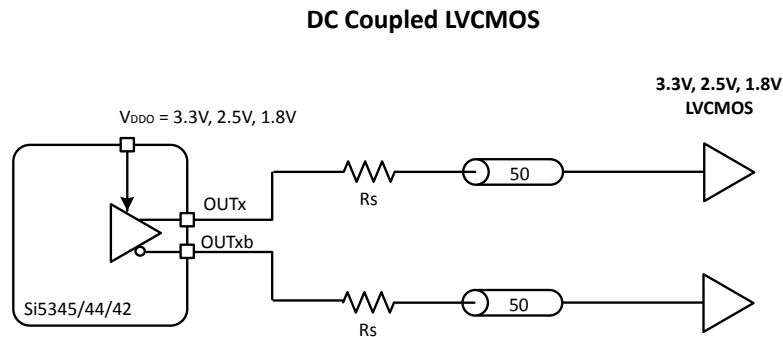 DC Coupled LVCMOS
3.3V, 2.5V, 1.8V
LVCMOS
VDDO = 3.3V, 2.5V, 1.8V
OUTx
Rs
50
OUTxb
Si5345/44/42
Rs
50